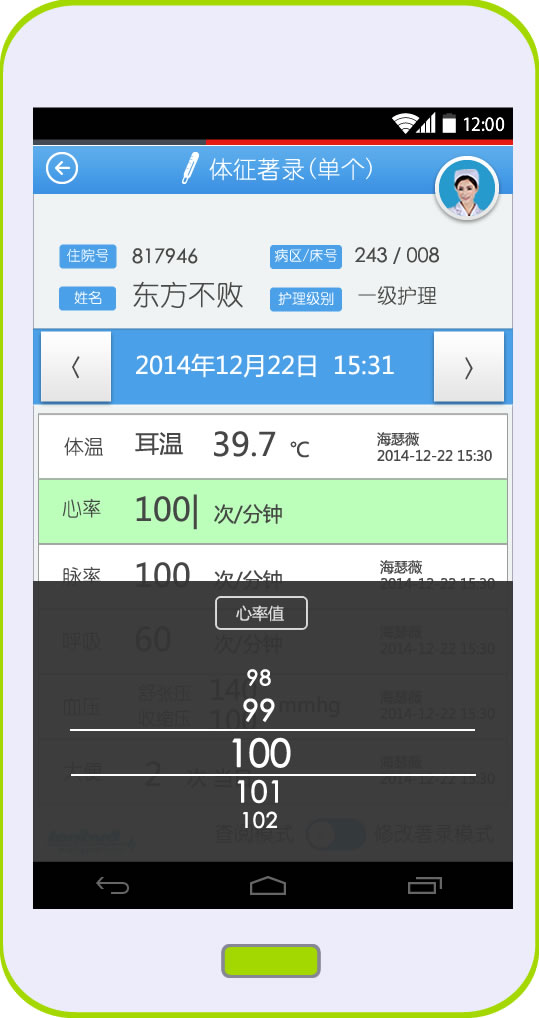 12:00
体征著录(单个)
住院号 817946 病区/床号 243 / 008
姓名 东方不败 护理级别 一级护理
〈 2014年12月22日 15:31 〉
体温 耳温 39.7 ℃ 海瑟薇
2014-12-22 15:30
心率 100 次/分钟
脉率 100 次/分钟 海瑟薇
2014-12-22 15:30
心率值
呼吸 60 次/分钟 海瑟薇
2014-12-22 15:30
98
99
100
101
102
血压 舒张压 140 mmhg 海瑟薇
收缩压 100 2014-12-22 15:30
大便 2 次 海瑟薇
2014-12-22 15:30
查阅模式 修改著录模式